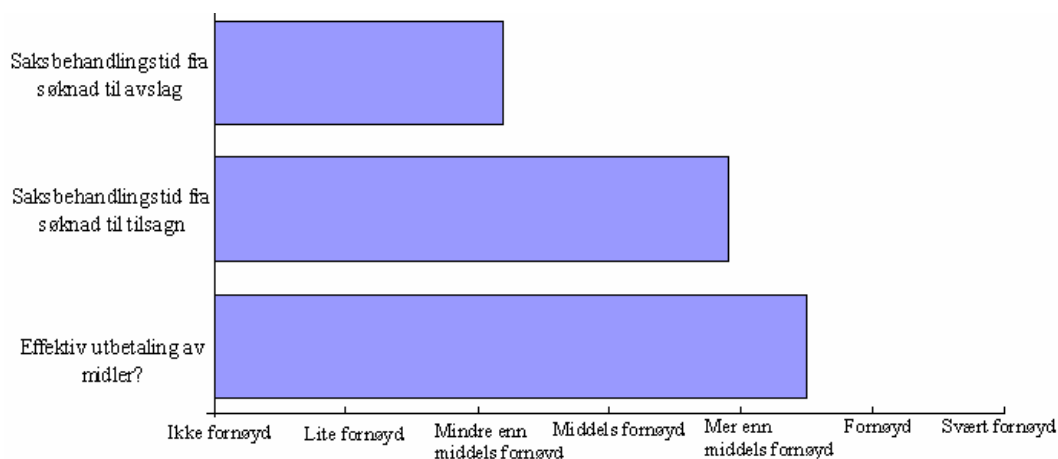 Saksbehandlingstid fra
søknad til avslag
Saksbehandlingstid fra
søknad til tilsagn
Effektiv utbetaling av
midler?
Ikke fornøyd
Lite fornøyd
Mindre enn
middels fornøyd
Middels fornøyd
Mer enn
middels fornøyd
Fornøyd
Svært fornøyd